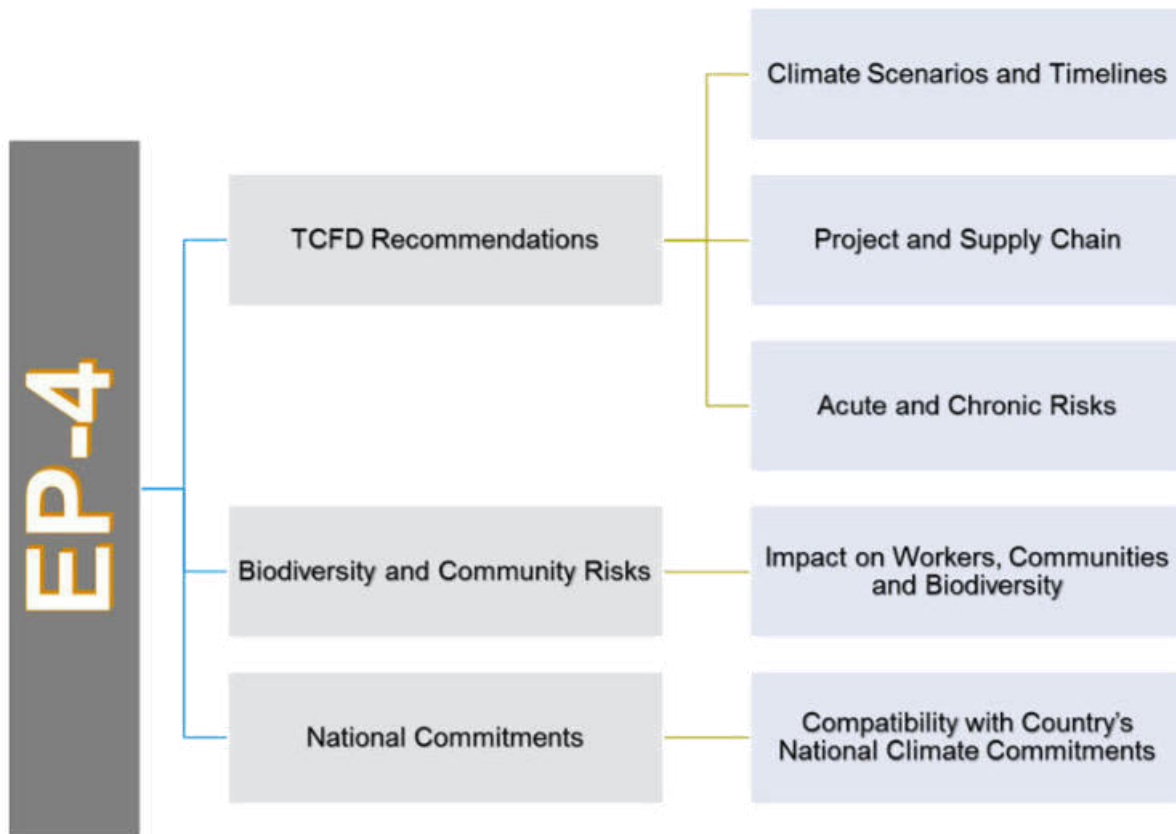 EP-4
TCFD Recommendations
Climate Scenarios and Timelines
Project and Supply Chain
Acute and Chronic Risks
Biodiversity and Community Risks
Impact on Workers, Communities
and Biodiversity
National Commitments
Compatibility with Country's
National Climate Commitments